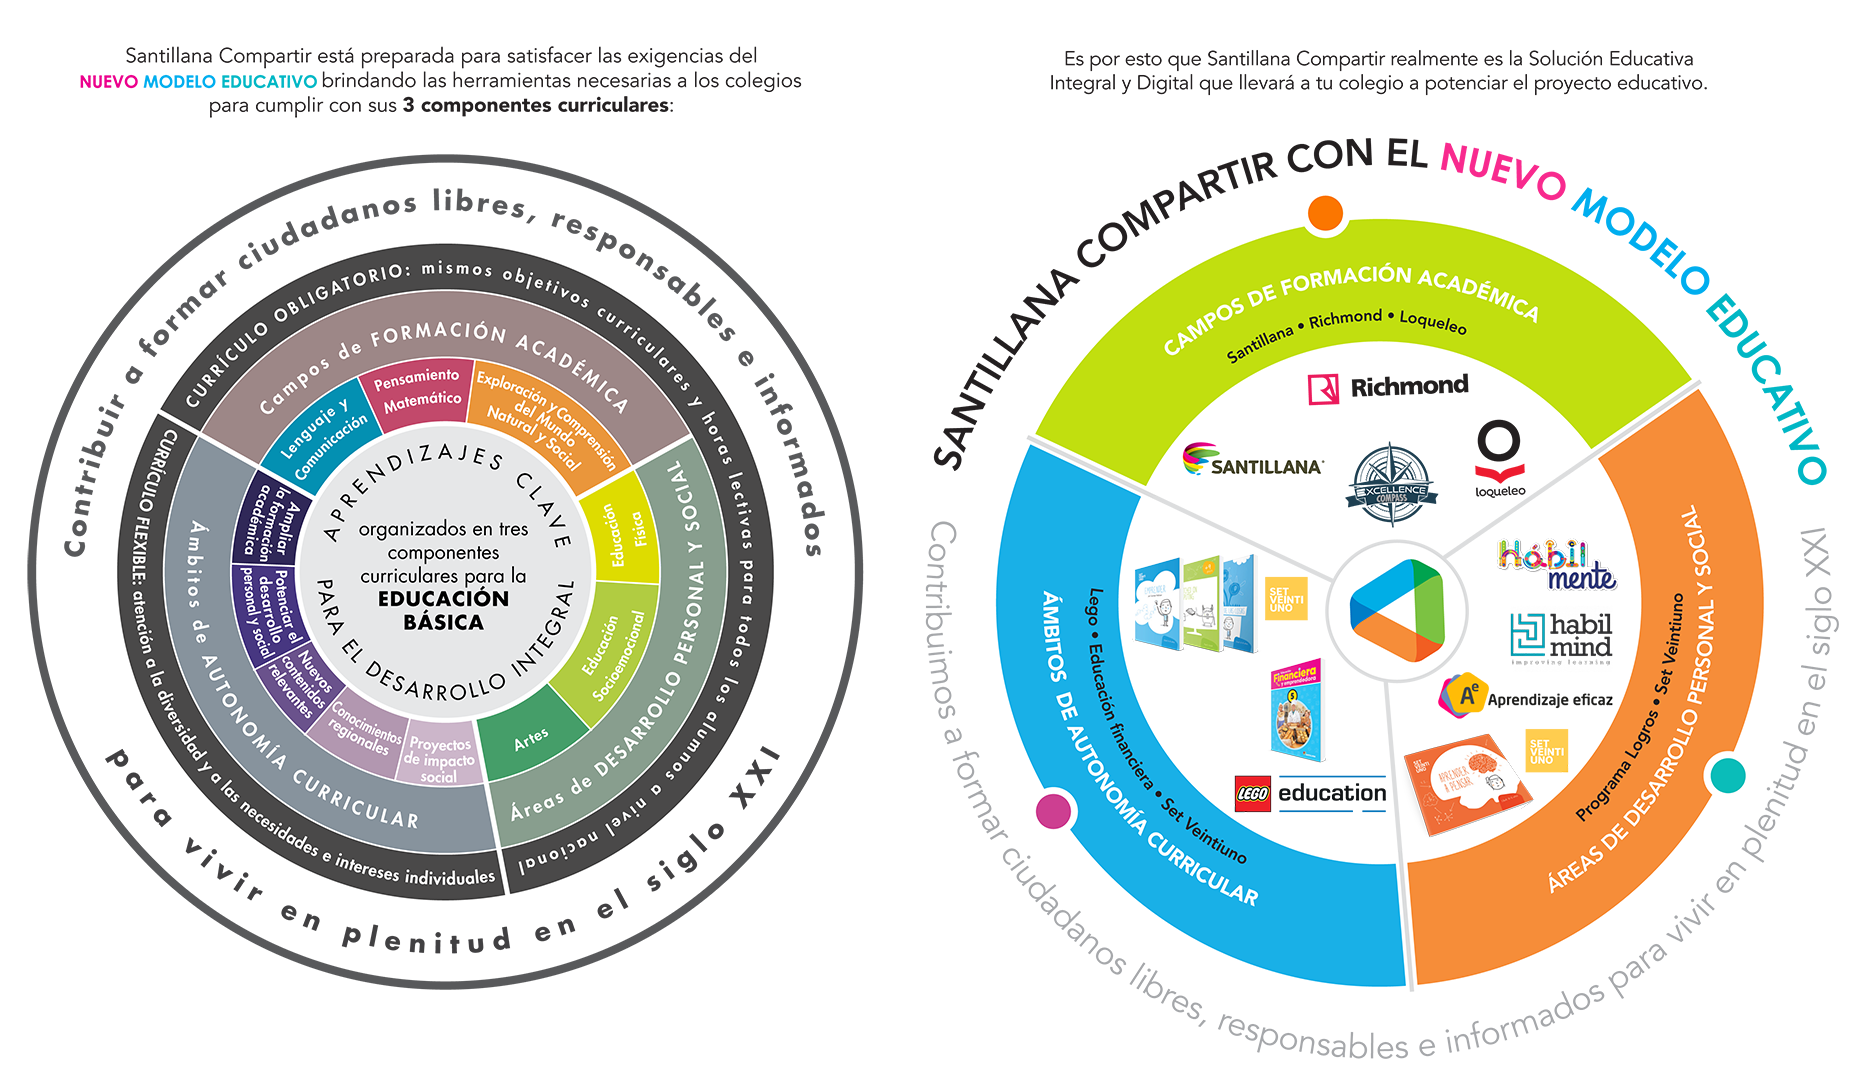 Santillana Compartir está preparada para satisfacer las exigencias del
NUEVO MODELO EDUCATIVO brindando las herramientas necesarias a los colegios
para cumplir con sus 3 componentes curriculares:
Contribuir a formar ciudadanos libres, responsables e informados
para vivir en plenitud en el siglo XXI
CURRÍCULO OBLIGATORIO: mismos objetivos curriculares y horas lectivas para todos los alumnos a nivel nacional
CURRÍCULO FLEXIBLE: atención a la diversidad y a las necesidades e intereses individuales
Campos de FORMACIÓN ACADÉMICA
Lenguaje y
Comunicación
Pensamiento
Matemático
Exploración y Comprensión
del Mundo
Natural y Social
Áreas de DESARROLLO PERSONAL Y SOCIAL
Educación
Física
Educación
Socioemocional
Artes
Ámbitos de AUTONOMÍA CURRICULAR
Ampliar
la formación
académica
Potenciar el
desarrollo
personal y social
Nuevos
contenidos
relevantes
Conocimientos
regionales
Proyectos
de impacto
social
APRENDIZAJES CLAVE
organizados en tres
componentes
curriculares para la
EDUCACIÓN
BÁSICA
PARA EL DESARROLLO INTEGRAL
Es por esto que Santillana Compartir realmente es la Solución Educativa
Integral y Digital que llevará a tu colegio a potenciar el proyecto educativo.
SANTILLANA COMPARTIR CON EL NUEVO MODELO EDUCATIVO
CAMPOS DE FORMACIÓN ACADÉMICA
Santillana • Richmond • Loqueleo
Richmond
SANTILLANA
EXCELLENCE
COMPASS
loqueleo
ÁREAS DE DESARROLLO PERSONAL Y SOCIAL
Programa Logros • Set Veintiuno
Hábil
mente
habil
mind
improving learning
Ae Aprendizaje eficaz
SET
VEINTI
UNO
APRENDER
A PENSAR
SET
VEINTI
UNO
ÁMBITOS DE AUTONOMÍA CURRICULAR
Lego • Educación financiera • Set Veintiuno
EMPRENDER
SET
VEINTI
UNO
Financiera
y emprendedora
5
LEGO education
Contribuimos a formar ciudadanos libres, responsables e informados para vivir en plenitud en el siglo XXI